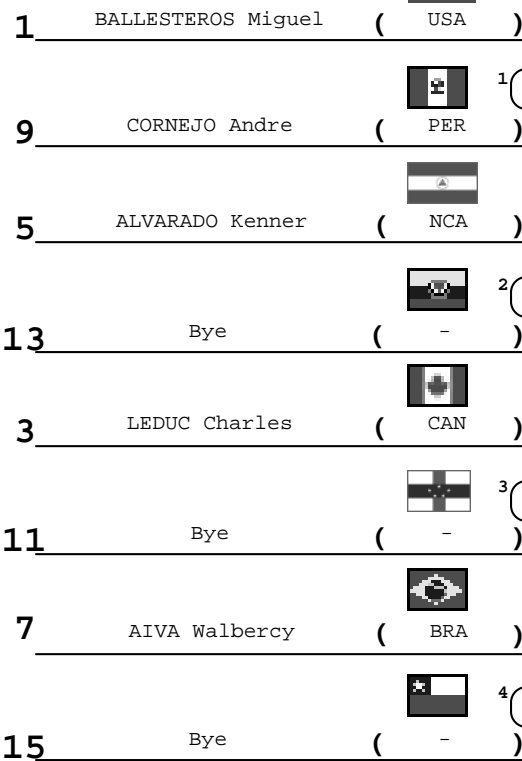 1 BALLESTEROS Miguel ( USA )
1
9 CORNEJO Andre ( PER )
5 ALVARADO Kenner ( NCA )
2
13 Bye ( - )
3 LEDUC Charles ( CAN )
3
11 Bye ( - )
7 AIVA Walbercy ( BRA )
4
15 Bye ( - )